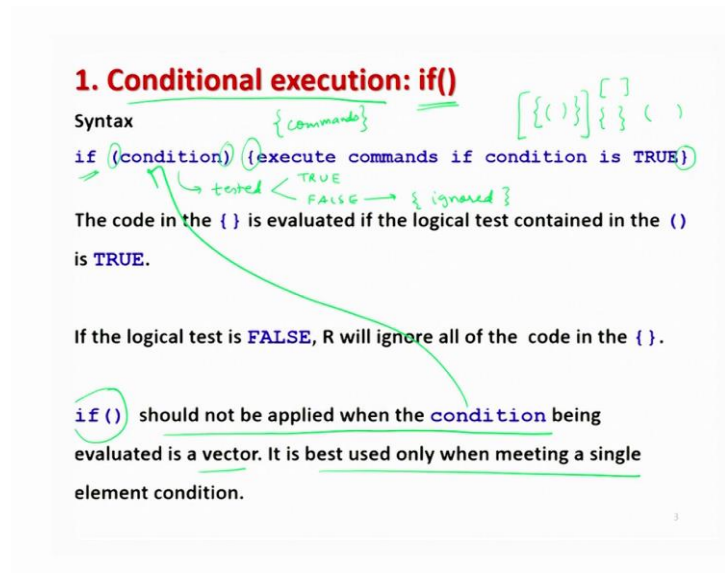 1. Conditional execution: if()
[{()}] [ ] { } ( )
Syntax
{commands}
if (condition) {execute commands if condition is TRUE}
tested TRUE
FALSE → { ignored }
The code in the { } is evaluated if the logical test contained in the ()
is TRUE.
If the logical test is FALSE, R will ignore all of the code in the { }.
if() should not be applied when the condition being
evaluated is a vector. It is best used only when meeting a single
element condition.
3